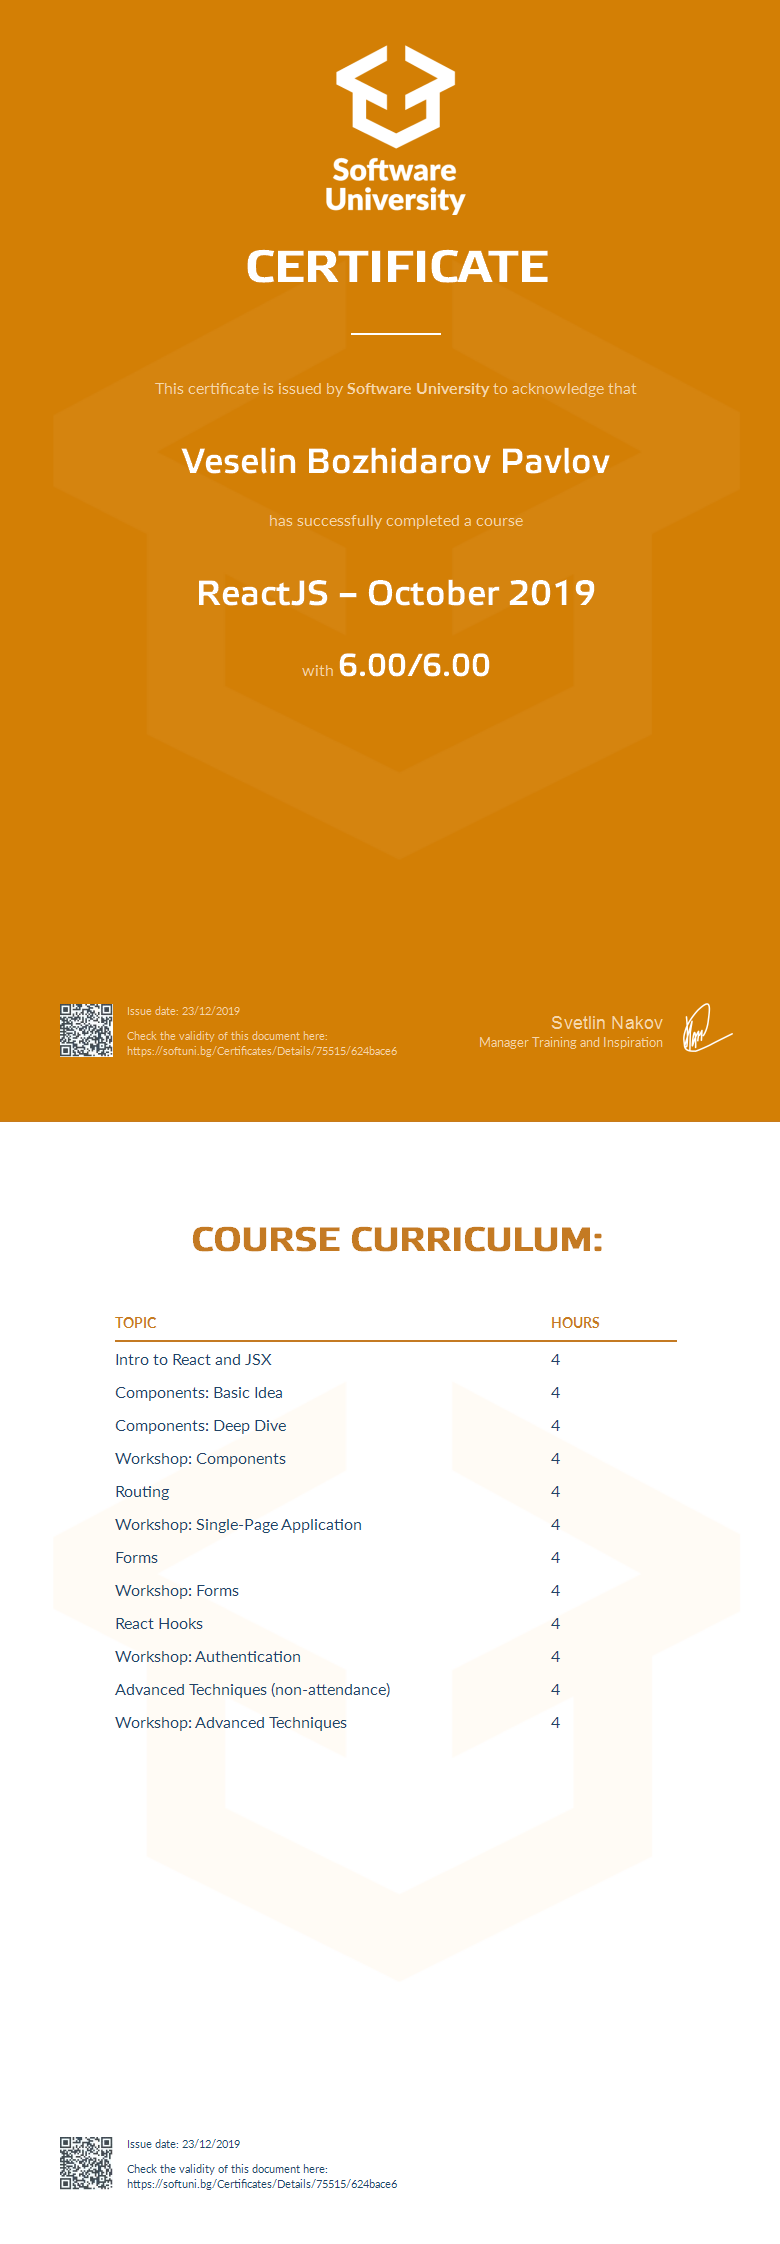 Software
University
CERTIFICATE
This certificate is issued by Software University to acknowledge that
Veselin Bozhidarov Pavlov
has successfully completed a course
ReactJS – October 2019
with 6.00/6.00
Issue date: 23/12/2019
Check the validity of this document here:
https://softuni.bg/Certificates/Details/75515/624bace6
Svetlin Nakov
Manager Training and Inspiration
COURSE CURRICULUM:
TOPIC HOURS
Intro to React and JSX 4
Components: Basic Idea 4
Components: Deep Dive 4
Workshop: Components 4
Routing 4
Workshop: Single-Page Application 4
Forms 4
Workshop: Forms 4
React Hooks 4
Workshop: Authentication 4
Advanced Techniques (non-attendance) 4
Workshop: Advanced Techniques 4
Issue date: 23/12/2019
Check the validity of this document here:
https://softuni.bg/Certificates/Details/75515/624bace6